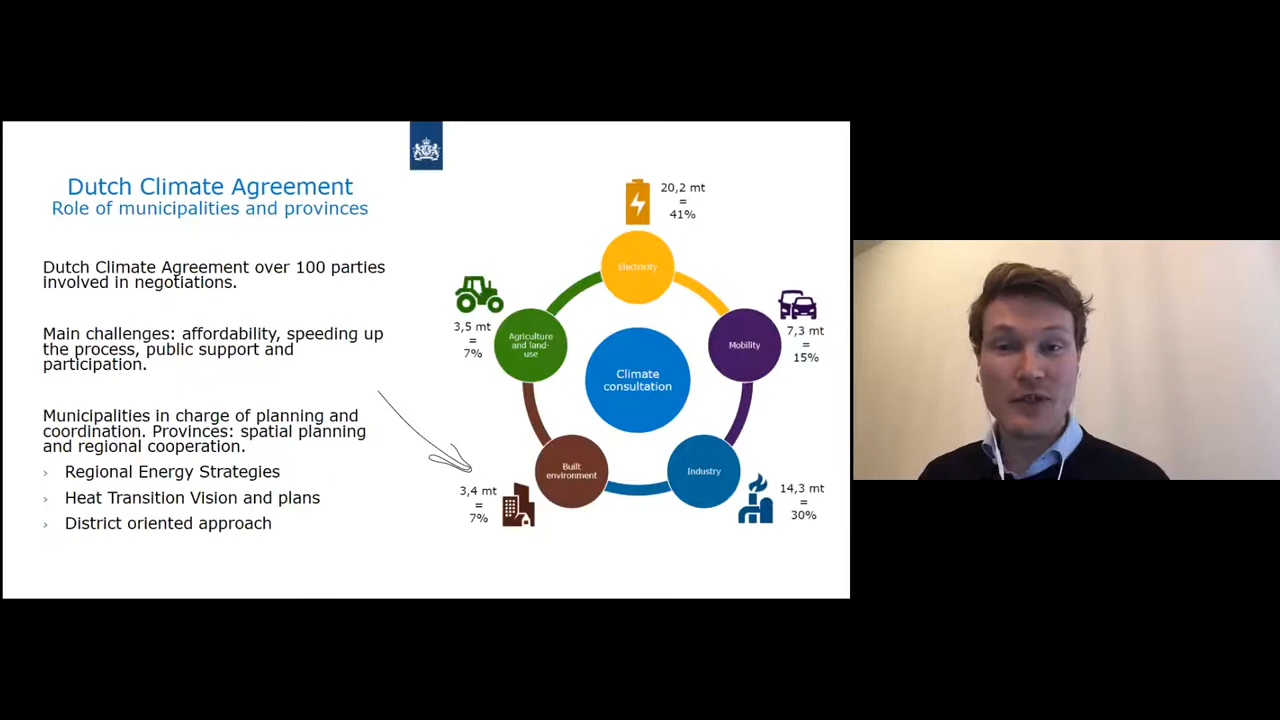 Dutch Climate Agreement
Role of municipalities and provinces
Dutch Climate Agreement over 100 parties
involved in negotiations.
Main challenges: affordability, speeding up
the process, public support and
participation.
Municipalities in charge of planning and
coordination. Provinces: spatial planning
and regional cooperation.
› Regional Energy Strategies
› Heat Transition Vision and plans
› District oriented approach
20,2 mt
=
41%
Electricity
7,3 mt
=
15%
Mobility
14,3 mt
=
30%
Industry
3,4 mt
=
7%
Built
environment
3,5 mt
=
7%
Agriculture
and land-
use
Climate
consultation